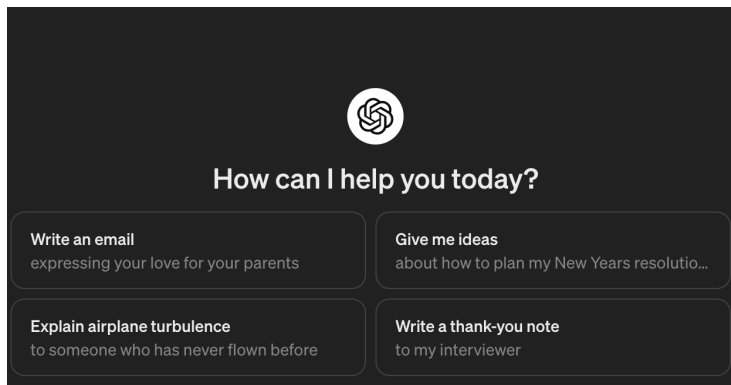 How can I help you today?
Write an email
expressing your love for your parents
Give me ideas
about how to plan my New Years resolutio...
Explain airplane turbulence
to someone who has never flown before
Write a thank-you note
to my interviewer